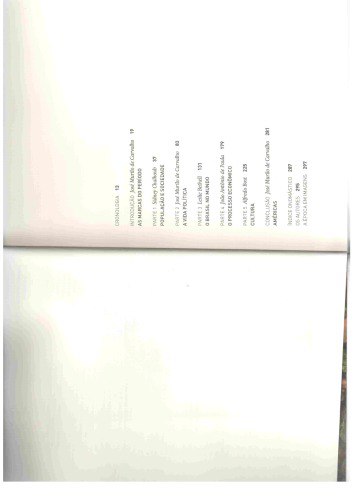 CRONOLOGIA 13
INTRODUÇÃO José Murilo de Carvalho 19
AS MARCAS DO PERÍODO
PARTE 1 Sidney Chalhoub 37
POPULAÇÃO E SOCIEDADE
PARTE 2 José Murilo de Carvalho 83
A VIDA POLÍTICA
PARTE 3 Leslie Bethell 131
O BRASIL NO MUNDO
PARTE 4 João Antônio de Paula 179
O PROCESSO ECONÔMICO
PARTE 5 Alfredo Bosi 225
CULTURA
CONCLUSÃO José Murilo de Carvalho 281
AMÉRICAS
ÍNDICE ONOMÁSTICO 287
OS AUTORES 295
A ÉPOCA EM IMAGENS 297